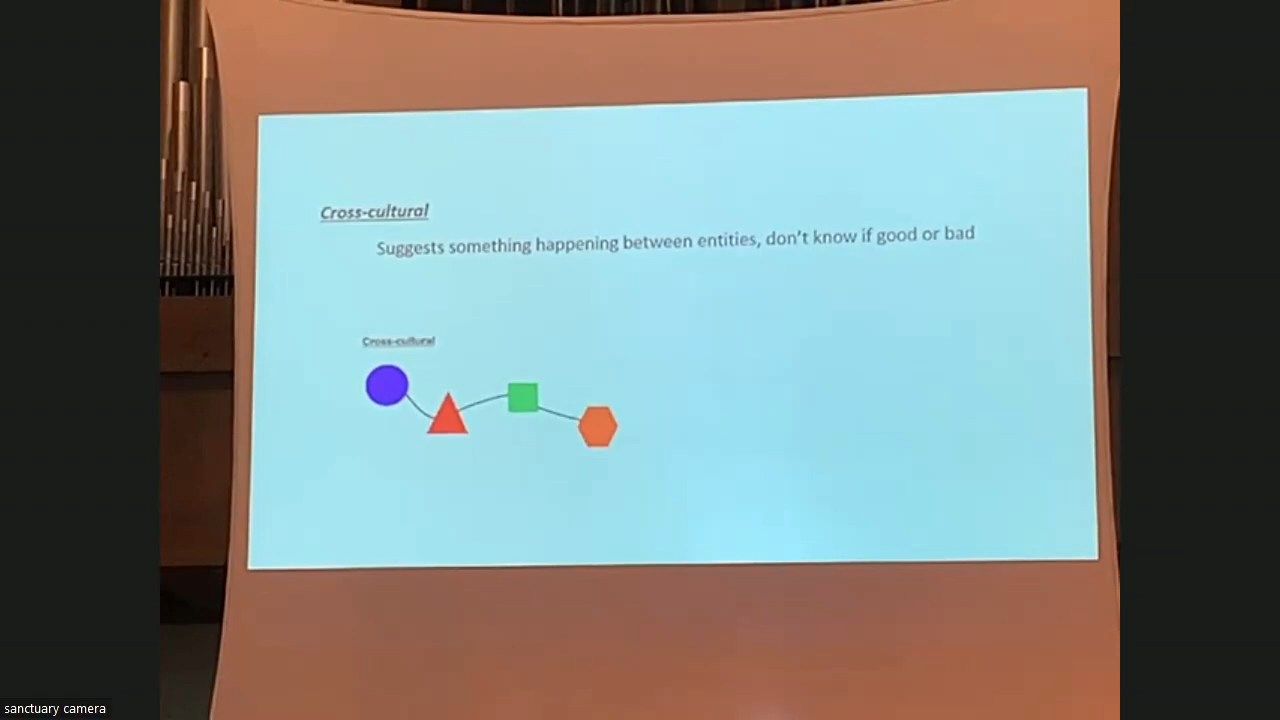 Cross-cultural
Suggests something happening between entities, don't know if good or bad
Cross-cultural
sanctuary camera